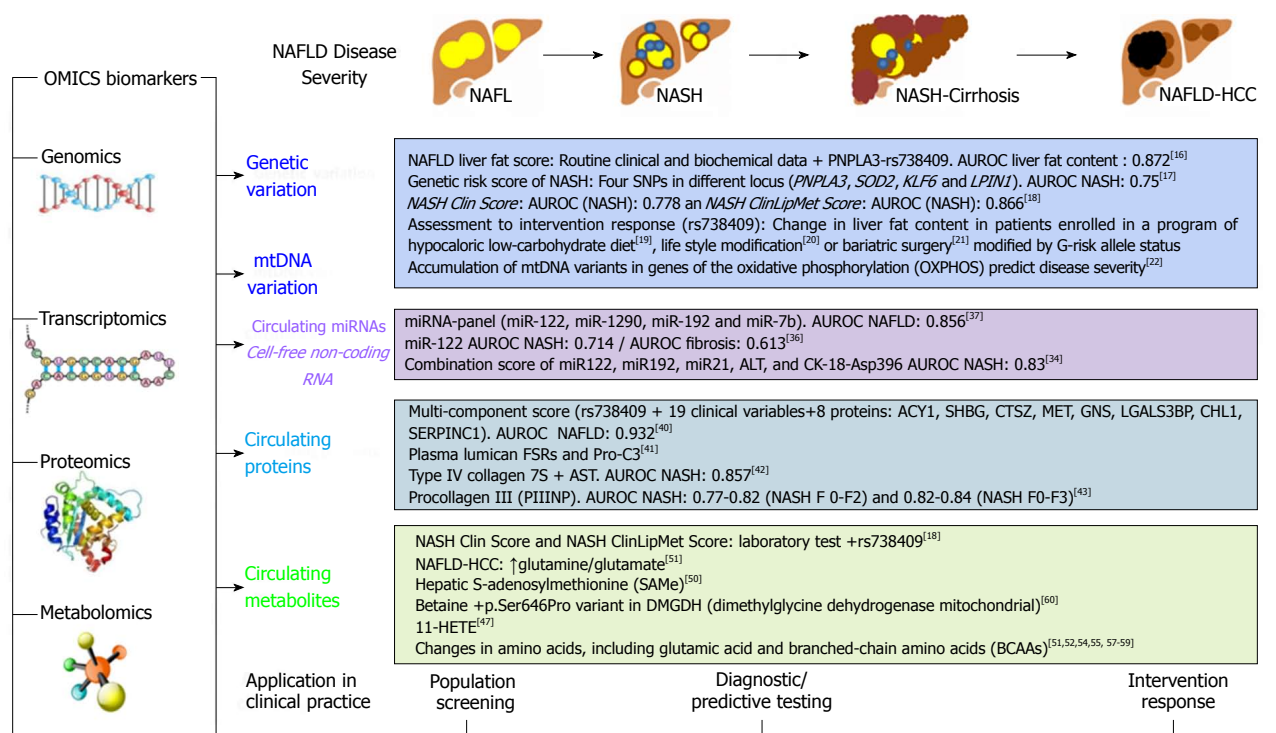 NAFLD Disease
Severity
NAFL
NASH
NASH-Cirrhosis
NAFLD-HCC
OMICS biomarkers
Genomics
Transcriptomics
Proteomics
Metabolomics
Genetic
variation
mtDNA
variation
NAFLD liver fat score: Routine clinical and biochemical data + PNPLA3-rs738409. AUROC liver fat content : 0.872[16]
Genetic risk score of NASH: Four SNPs in different locus (PNPLA3, SOD2, KLF6 and LPIN1). AUROC NASH: 0.75[17]
NASH Clin Score: AUROC (NASH): 0.778 an NASH ClinLipMet Score: AUROC (NASH): 0.866[18]
Assessment to intervention response (rs738409): Change in liver fat content in patients enrolled in a program of
hypocaloric low-carbohydrate diet[19], life style modification[20] or bariatric surgery[21] modified by G-risk allele status
Accumulation of mtDNA variants in genes of the oxidative phosphorylation (OXPHOS) predict disease severity[22]
Circulating miRNAs
Cell-free non-coding
RNA
miRNA-panel (miR-122, miR-1290, miR-192 and miR-7b). AUROC NAFLD: 0.856[37]
miR-122 AUROC NASH: 0.714 / AUROC fibrosis: 0.613[36]
Combination score of miR122, miR192, miR21, ALT, and CK-18-Asp396 AUROC NASH: 0.83[34]
Circulating
proteins
Multi-component score (rs738409 + 19 clinical variables+8 proteins: ACY1, SHBG, CTSZ, MET, GNS, LGALS3BP, CHL1,
SERPINC1). AUROC NAFLD: 0.932[40]
Plasma lumican FSRs and Pro-C3[41]
Type IV collagen 7S + AST. AUROC NASH: 0.857[42]
Procollagen III (PIIINP). AUROC NASH: 0.77-0.82 (NASH F 0-F2) and 0.82-0.84 (NASH F0-F3)[43]
Circulating
metabolites
NASH Clin Score and NASH ClinLipMet Score: laboratory test +rs738409[18]
NAFLD-HCC: ↑glutamine/glutamate[51]
Hepatic S-adenosylmethionine (SAMe)[50]
Betaine +p.Ser646Pro variant in DMGDH (dimethylglycine dehydrogenase mitochondrial)[60]
11-HETE[47]
Changes in amino acids, including glutamic acid and branched-chain amino acids (BCAAs)[51,52,54,55, 57-59]
Application in
clinical practice
Population
screening
Diagnostic/
predictive testing
Intervention
response